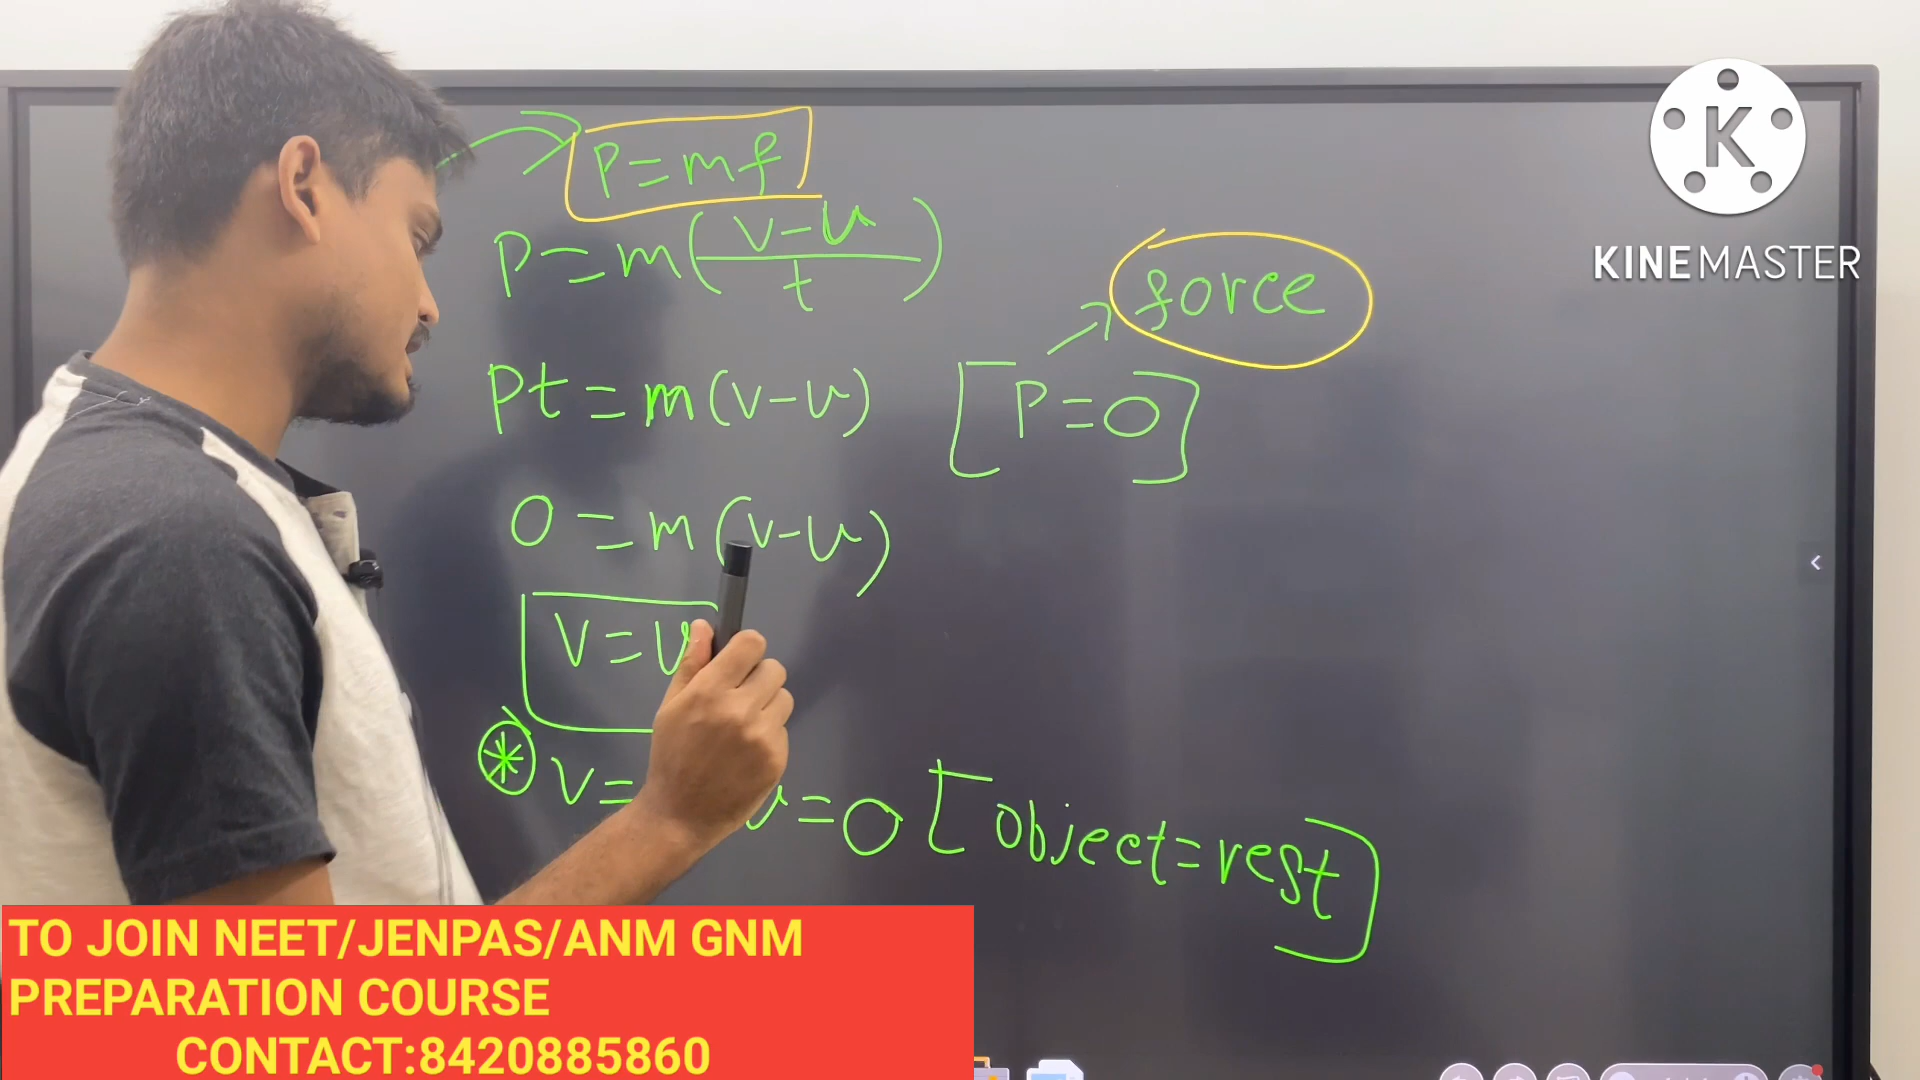 P=mf
P=m(v-u/t)
force
Pt=m(v-u) [P=0]
0=m(v-u)
v=u
* v= u=0 [object=rest]
K
KINEMASTER
TO JOIN NEET/JENPAS/ANM GNM
PREPARATION COURSE
CONTACT:8420885860